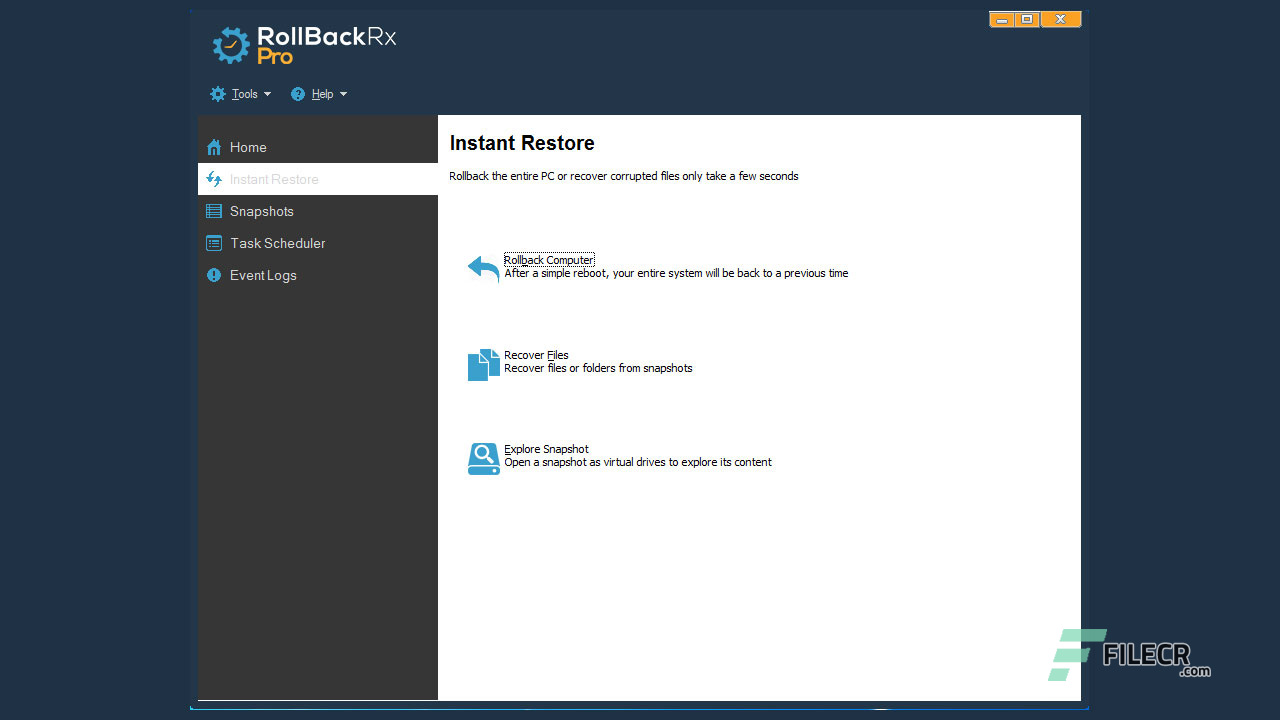 RollBackRx
Pro
Tools
Help
Home
Instant Restore
Snapshots
Task Scheduler
Event Logs
Instant Restore
Rollback the entire PC or recover corrupted files only take a few seconds
Rollback Computer
After a simple reboot, your entire system will be back to a previous time
Recover Files
Recover files or folders from snapshots
Explore Snapshot
Open a snapshot as virtual drives to explore its content
FILECR
.com